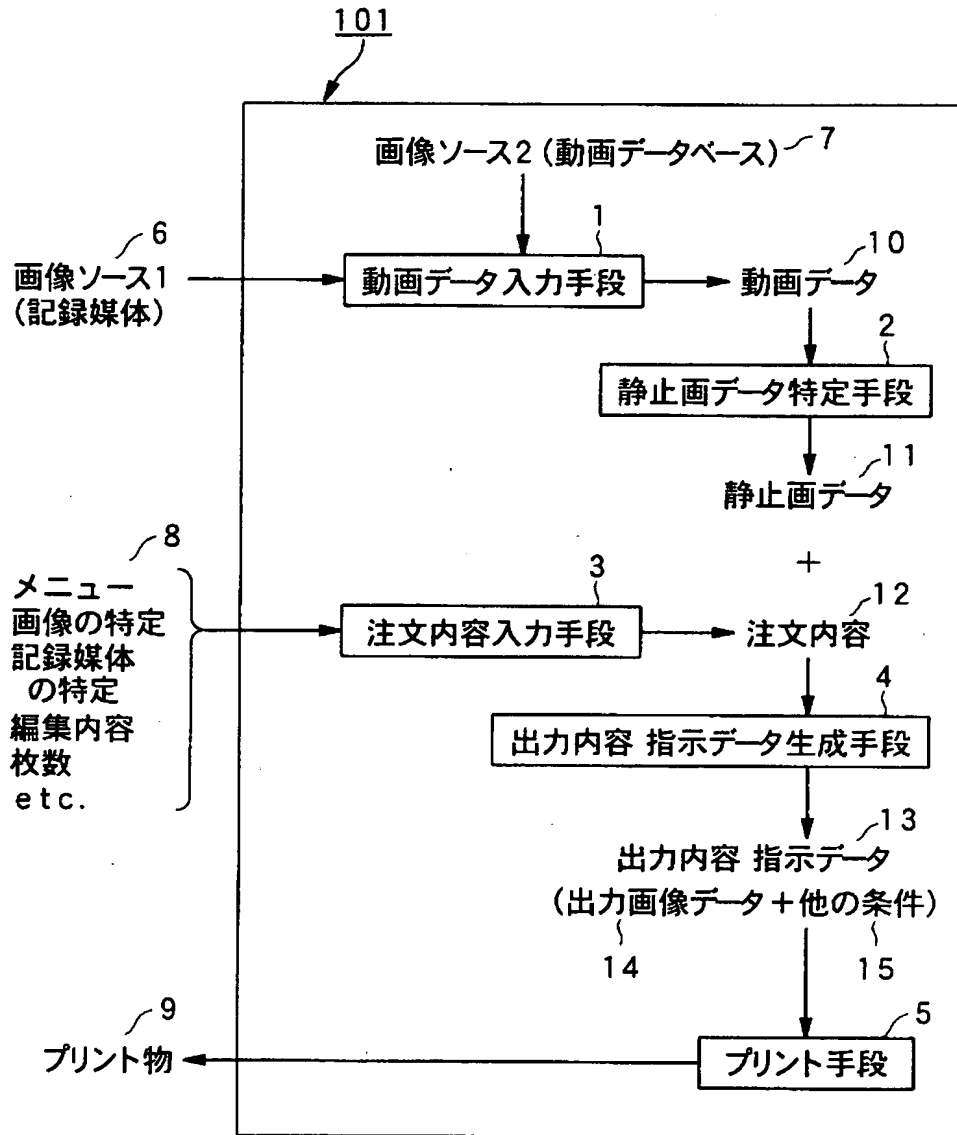 101
画像ソース2(動画データベース) 7
6
1
10
画像ソース1
(記録媒体)
動画データ入力手段
動画データ
2
静止画データ特定手段
11
静止画データ
+
8
メニュー
画像の特定
記録媒体
の特定
編集内容
枚数
etc.
3
12
注文内容入力手段
注文内容
4
出力内容 指示データ生成手段
13
出力内容 指示データ
(出力画像データ+他の条件)
14
15
9
5
プリント物
プリント手段